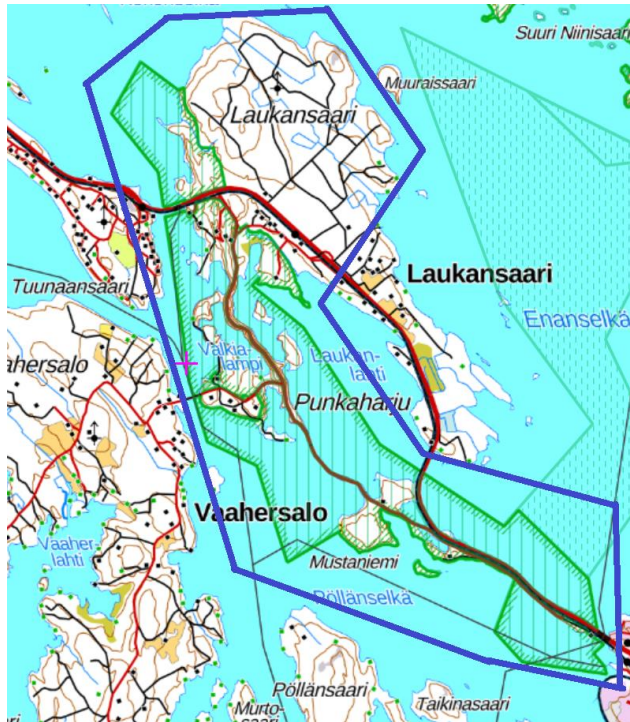 Suuri Niinisaari
Muuraissaari
Laukansaari
Laukansaari
Tuunaansaari
Enanselkä
Valkia-
lampi
Laukan-
lahti
ahersalo
Punkaharju
Vaahersalo
Vaaher-
lahti
Mustaniemi
Pöllänselkä
Pöllänsaari
Taikinasaari
Murto-
saari